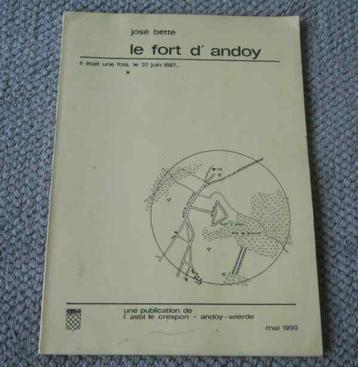 josé bette
le fort d' andoy
il était une fois, le 27 juin 1887...
une publication de
l' asbl le crespon - andoy-wierde
mai 1990